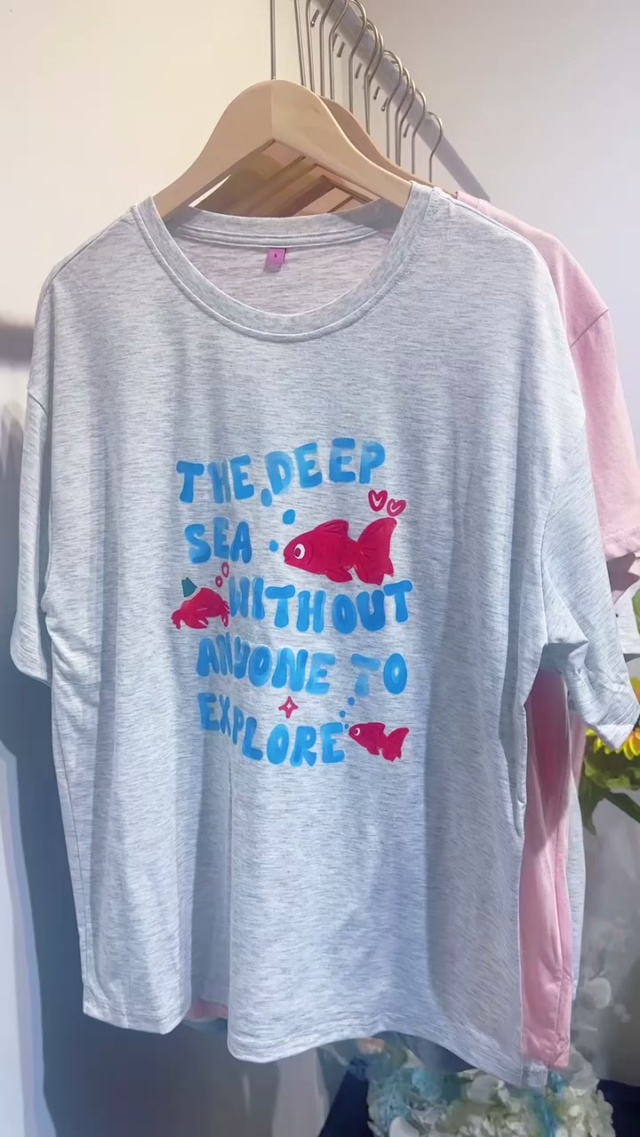 THE DEEP
SEA
WITHOUT
ANYONE TO
EXPLORE